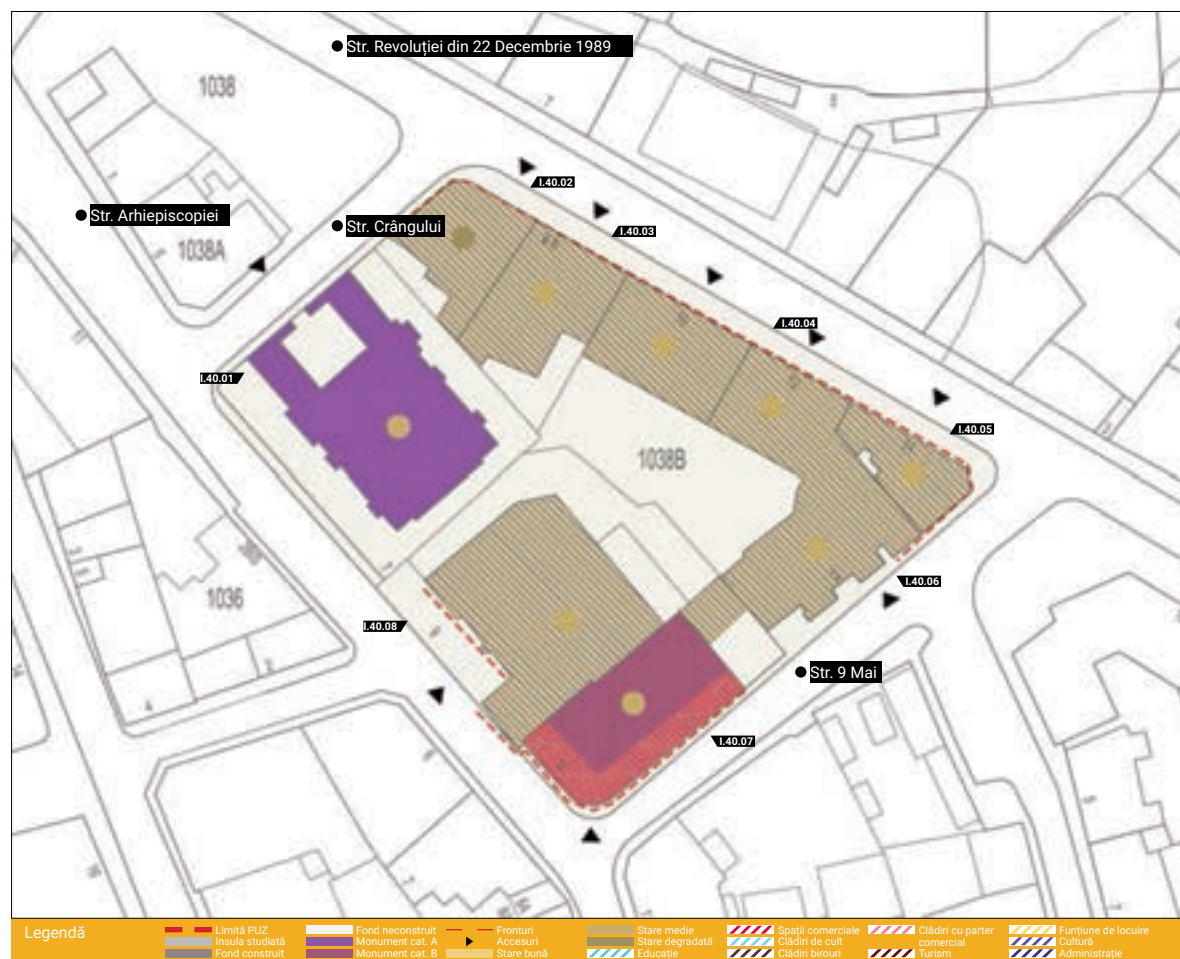 Str. Revoluției din 22 Decembrie 1989
1038
7
8
I.40.02
Str. Arhiepiscopiei
Str. Crângului
I.40.03
1038A
I.40.04
I.40.01
I.40.05
1038B
I.40.06
1036
I.40.08
Str. 9 Mai
I.40.07
Legendă
Limită PUZ
Insula studiată
Fond construit
Fond neconstruit
Monument cat. A
Monument cat. B
Fronturi
Accesuri
Stare bună
Stare medie
Stare degradată
Educație
Spații comerciale
Clădiri de cult
Clădiri birouri
Clădiri cu parter
comercial
Turism
Funcțiune de locuire
Cultură
Administrație